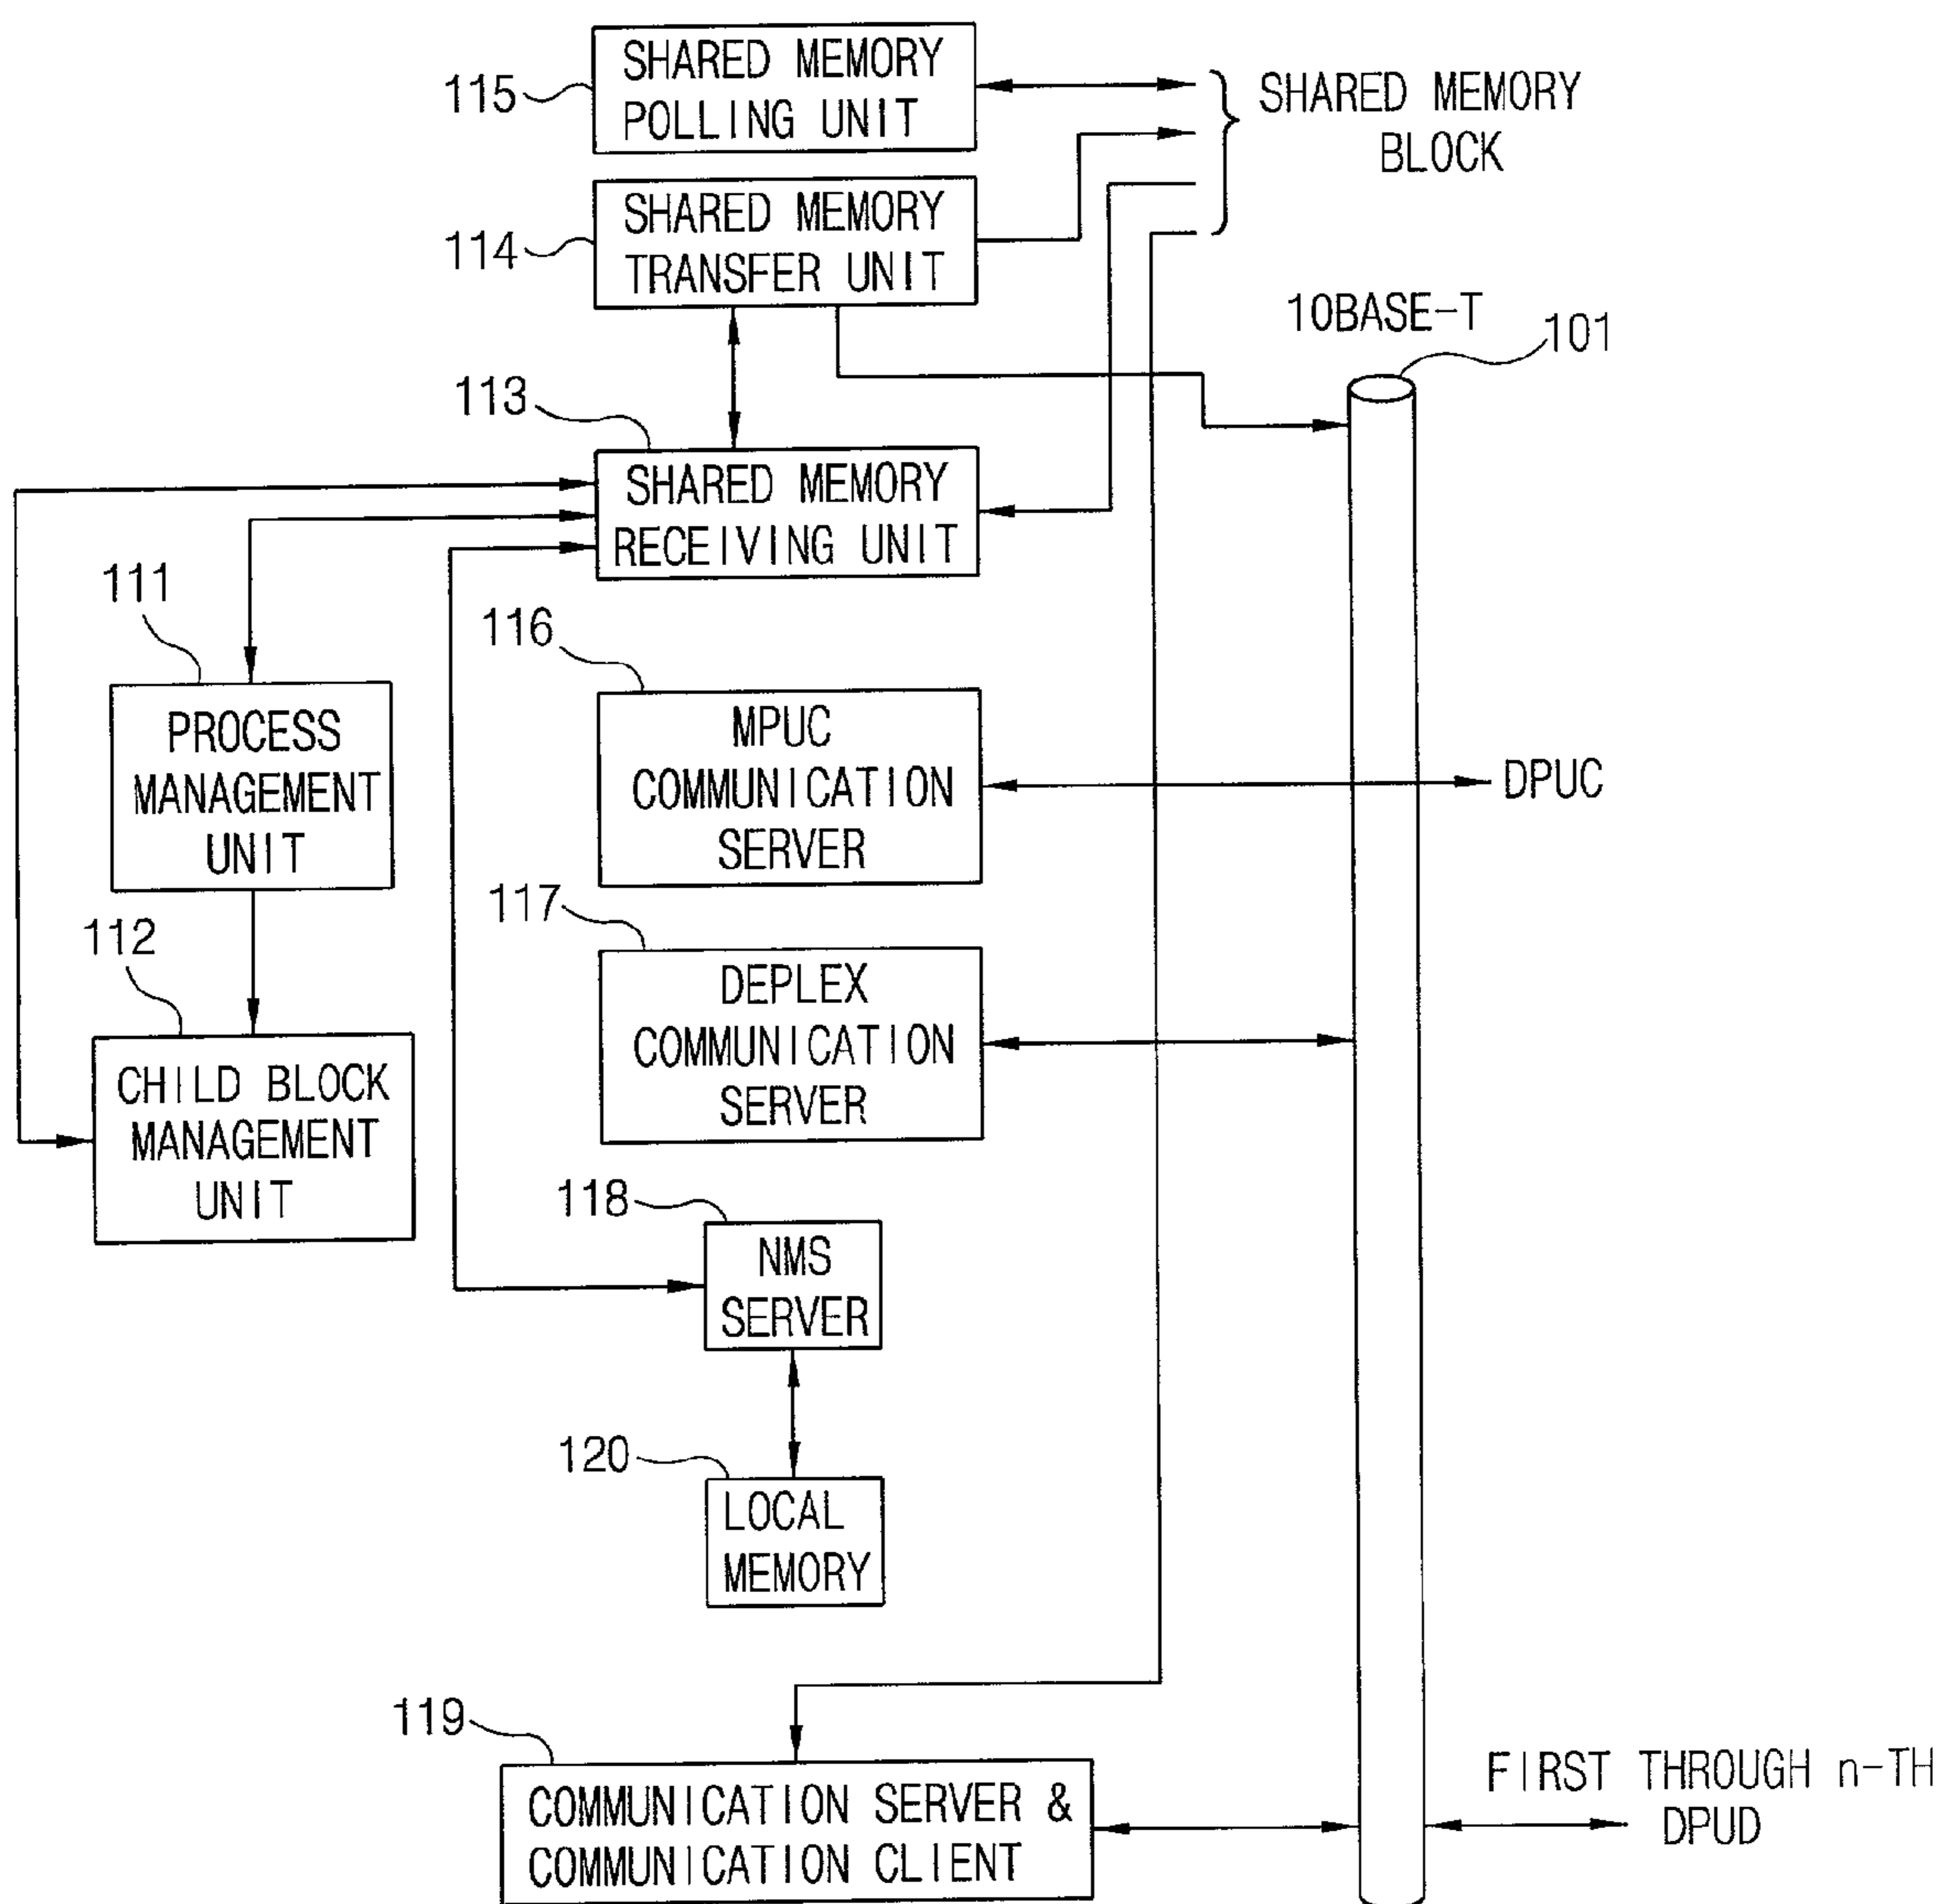 115
SHARED MEMORY
POLLING UNIT
SHARED MEMORY
BLOCK
114
SHARED MEMORY
TRANSFER UNIT
10BASE-T
101
113
SHARED MEMORY
RECEIVING UNIT
111
PROCESS
MANAGEMENT
UNIT
116
MPUC
COMMUNICATION
SERVER
DPUC
112
CHILD BLOCK
MANAGEMENT
UNIT
117
DEPLEX
COMMUNICATION
SERVER
118
NMS
SERVER
120
LOCAL
MEMORY
119
COMMUNICATION SERVER &
COMMUNICATION CLIENT
FIRST THROUGH n-TH
DPUD